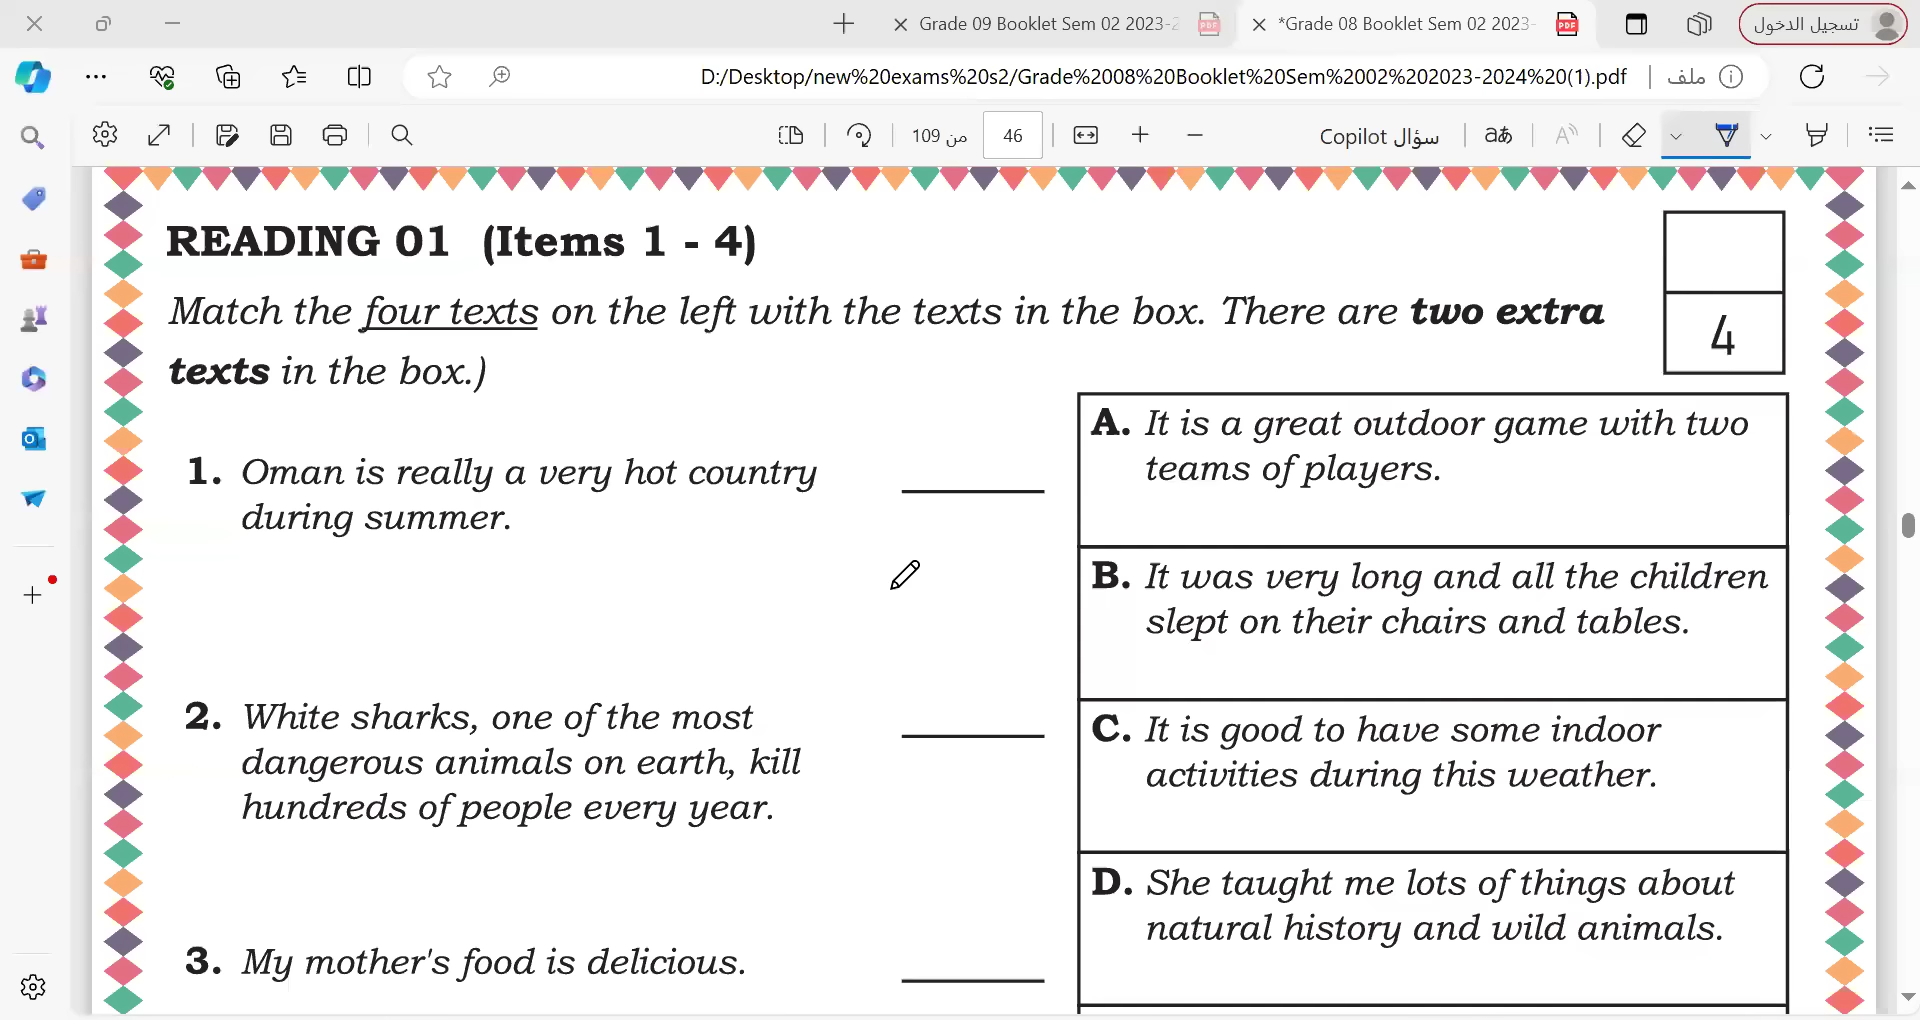 Grade 09 Booklet Sem 02 2023-2
*Grade 08 Booklet Sem 02 2023-
تسجيل الدخول
D:/Desktop/new%20exams%20s2/Grade%2008%20Booklet%20Sem%2002%202023-2024%20(1).pdf
ملف
109 من
46
سؤال Copilot
aあ
READING 01 (Items 1 - 4)
Match the four texts on the left with the texts in the box. There are two extra
texts in the box.)
4
1. Oman is really a very hot country
during summer.
2. White sharks, one of the most
dangerous animals on earth, kill
hundreds of people every year.
3. My mother's food is delicious.
A. It is a great outdoor game with two
teams of players.
B. It was very long and all the children
slept on their chairs and tables.
C. It is good to have some indoor
activities during this weather.
D. She taught me lots of things about
natural history and wild animals.